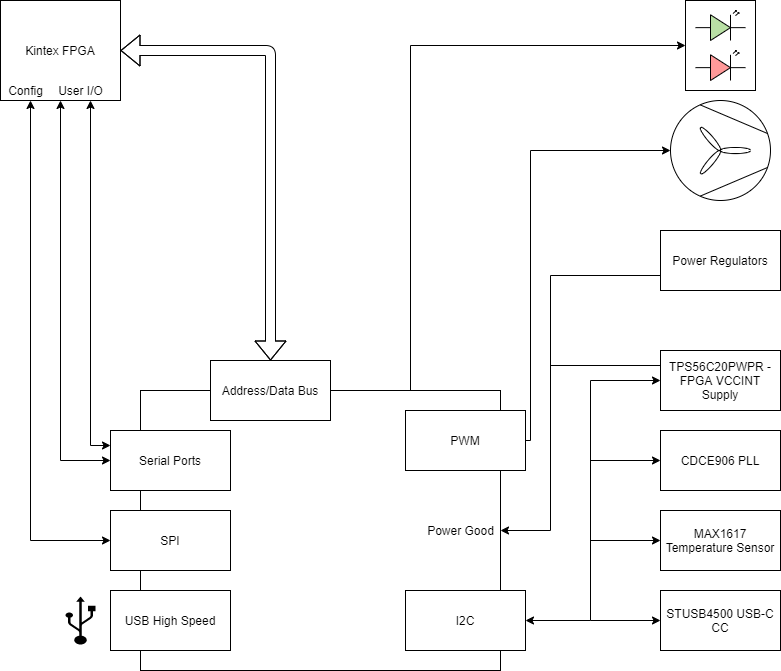 Kintex FPGA
Config User I/O
Power Regulators
Address/Data Bus
TPS56C20PWPR -
FPGA VCCINT
Supply
PWM
Serial Ports
CDCE906 PLL
Power Good
SPI
MAX1617
Temperature Sensor
USB High Speed
I2C
STUSB4500 USB-C
CC